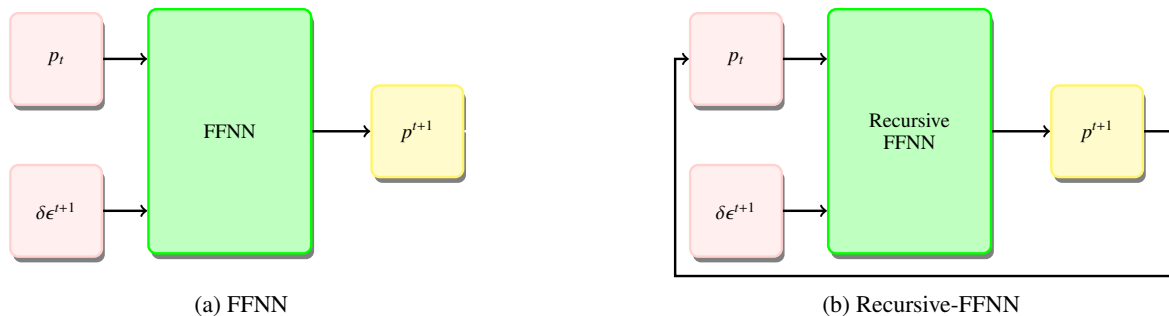 p_t
FFNN
p^{t+1}
δϵ^{t+1}
(a) FFNN
p_t
Recursive
FFNN
p^{t+1}
δϵ^{t+1}
(b) Recursive-FFNN